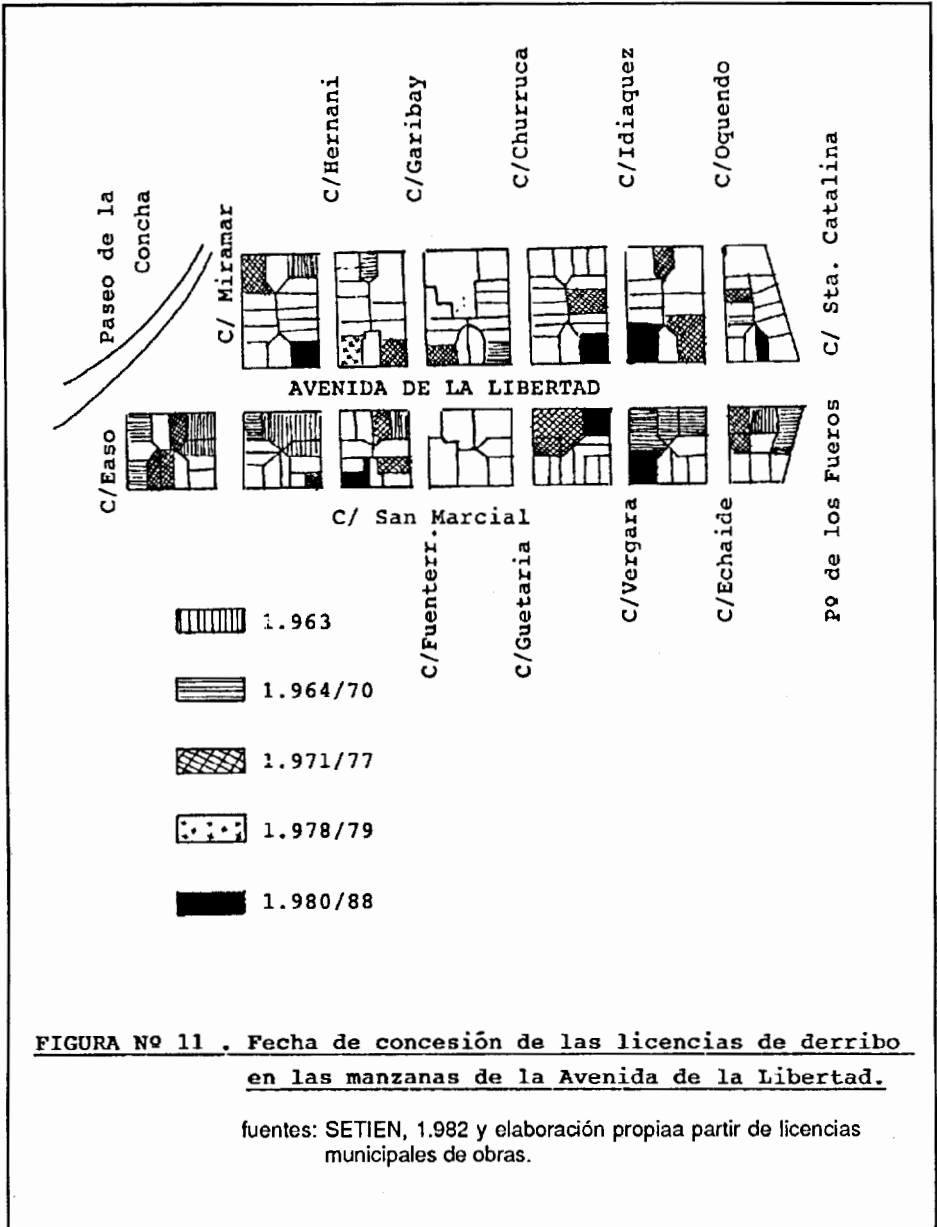 C/Hernani
C/Garibay
C/Churruca
C/Idiaquez
C/Oquendo
Paseo de la
Concha
C/ Miramar
C/ Sta. Catalina
AVENIDA DE LA LIBERTAD
C/Easo
C/ San Marcial
C/Fuenterr.
C/Guetaria
C/Vergara
C/Echaide
Pº de los Fueros
1.963
1.964/70
1.971/77
1.978/79
1.980/88
FIGURA Nº 11 . Fecha de concesión de las licencias de derribo
en las manzanas de la Avenida de la Libertad.
fuentes: SETIEN, 1.982 y elaboración propiaa partir de licencias
municipales de obras.